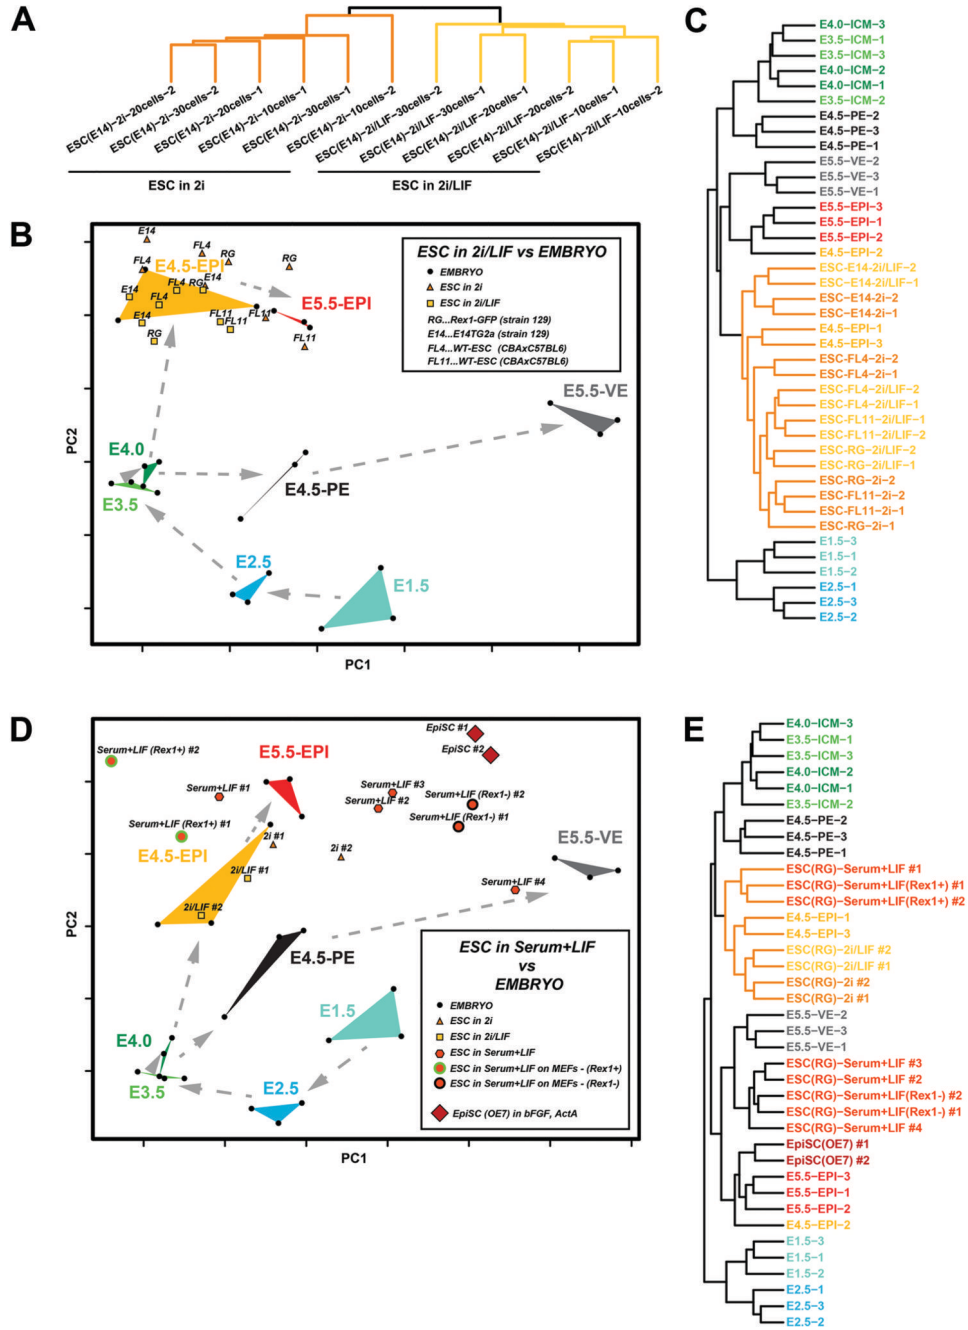 A
ESC(E14)-2i-20cells-2
ESC(E14)-2i-30cells-2
ESC(E14)-2i-20cells-1
ESC(E14)-2i-10cells-1
ESC(E14)-2i-30cells-1
ESC(E14)-2i-10cells-2
ESC(E14)-2i/LIF-30cells-2
ESC(E14)-2i/LIF-30cells-1
ESC(E14)-2i/LIF-20cells-1
ESC(E14)-2i/LIF-20cells-2
ESC(E14)-2i/LIF-10cells-1
ESC(E14)-2i/LIF-10cells-2
ESC in 2i
ESC in 2i/LIF
B
E14
FL4
RG
RG
FL4
E4.5-EPI
E14
FL4
RG
E14
FL4
E5.5-EPI
E14
FL11
FL11
FL11
RG
FL11
ESC in 2i/LIF vs EMBRYO
EMBRYO
ESC in 2i
ESC in 2i/LIF
RG...Rex1-GFP (strain 129)
E14...E14TG2a (strain 129)
FL4...WT-ESC (CBAxC57BL6)
FL11...WT-ESC (CBAxC57BL6)
E5.5-VE
E4.0
E3.5
E4.5-PE
E2.5
E1.5
PC2
PC1
C
E4.0-ICM-3
E3.5-ICM-1
E3.5-ICM-3
E4.0-ICM-2
E4.0-ICM-1
E3.5-ICM-2
E4.5-PE-2
E4.5-PE-3
E4.5-PE-1
E5.5-VE-2
E5.5-VE-3
E5.5-VE-1
E5.5-EPI-3
E5.5-EPI-1
E5.5-EPI-2
E4.5-EPI-2
ESC-E14-2i/LIF-2
ESC-E14-2i/LIF-1
ESC-E14-2i-2
ESC-E14-2i-1
E4.5-EPI-1
E4.5-EPI-3
ESC-FL4-2i-2
ESC-FL4-2i-1
ESC-FL4-2i/LIF-2
ESC-FL4-2i/LIF-1
ESC-FL11-2i/LIF-1
ESC-FL11-2i/LIF-2
ESC-RG-2i/LIF-2
ESC-RG-2i/LIF-1
ESC-RG-2i-2
ESC-FL11-2i-2
ESC-FL11-2i-1
ESC-RG-2i-1
E1.5-3
E1.5-1
E1.5-2
E2.5-1
E2.5-3
E2.5-2
D
EpiSC #1
EpiSC #2
Serum+LIF (Rex1+) #2
E5.5-EPI
Serum+LIF #1
Serum+LIF #3
Serum+LIF #2
Serum+LIF (Rex1-) #2
Serum+LIF (Rex1-) #1
Serum+LIF (Rex1+) #1
E4.5-EPI
2i #1
2i #2
E5.5-VE
2i/LIF #1
Serum+LIF #4
2i/LIF #2
E4.5-PE
E1.5
E4.0
E3.5
E2.5
ESC in Serum+LIF
vs
EMBRYO
EMBRYO
ESC in 2i
ESC in 2i/LIF
ESC in Serum+LIF
ESC in Serum+LIF on MEFs - (Rex1+)
ESC in Serum+LIF on MEFs - (Rex1-)
EpiSC (OE7) in bFGF, ActA
PC2
PC1
E
E4.0-ICM-3
E3.5-ICM-1
E3.5-ICM-3
E4.0-ICM-2
E4.0-ICM-1
E3.5-ICM-2
E4.5-PE-2
E4.5-PE-3
E4.5-PE-1
ESC(RG)-Serum+LIF #1
ESC(RG)-Serum+LIF(Rex1+) #1
ESC(RG)-Serum+LIF(Rex1+) #2
E4.5-EPI-1
E4.5-EPI-3
ESC(RG)-2i/LIF #2
ESC(RG)-2i/LIF #1
ESC(RG)-2i #2
ESC(RG)-2i #1
E5.5-VE-2
E5.5-VE-3
E5.5-VE-1
ESC(RG)-Serum+LIF #3
ESC(RG)-Serum+LIF #2
ESC(RG)-Serum+LIF(Rex1-) #2
ESC(RG)-Serum+LIF(Rex1-) #1
ESC(RG)-Serum+LIF #4
EpiSC(OE7) #1
EpiSC(OE7) #2
E5.5-EPI-3
E5.5-EPI-1
E5.5-EPI-2
E4.5-EPI-2
E1.5-3
E1.5-1
E1.5-2
E2.5-1
E2.5-3
E2.5-2